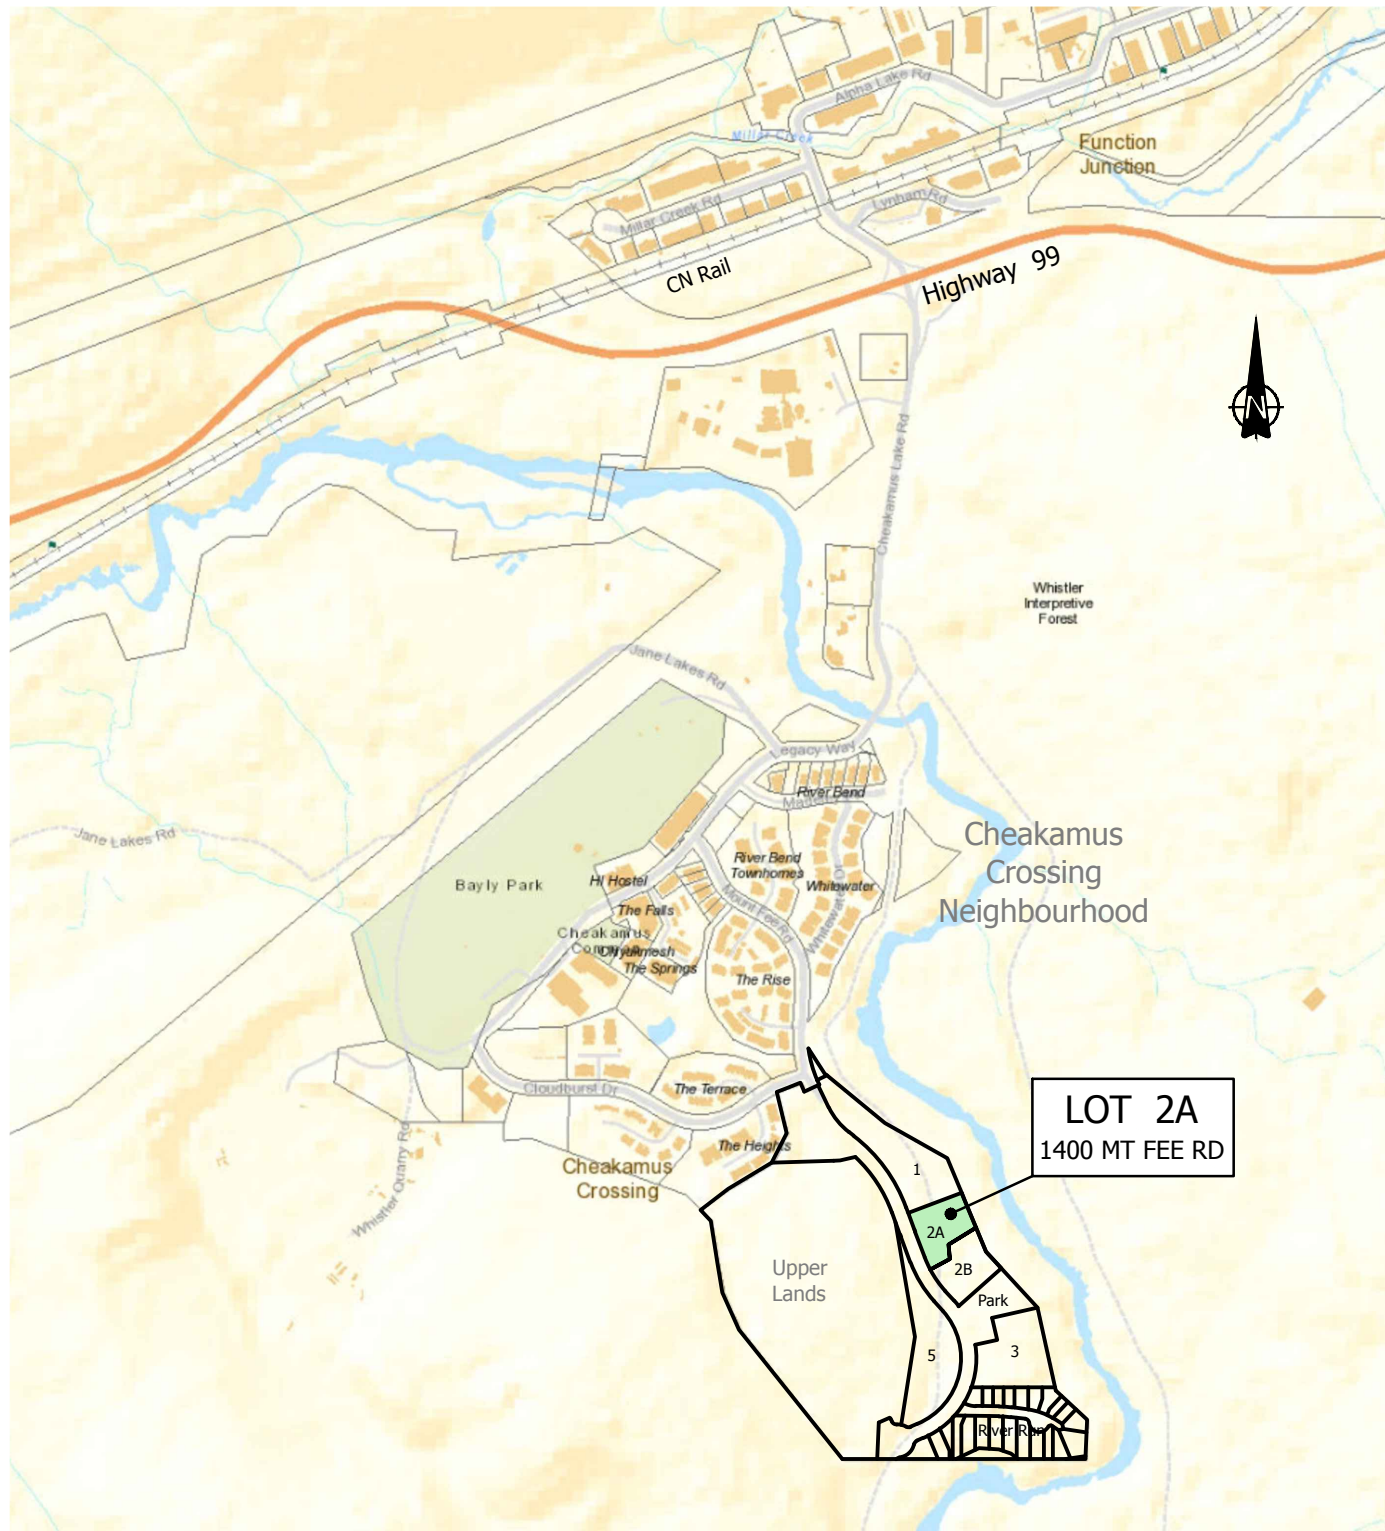 Alpha Lake Rd
Millar Creek
Function
Junction
Millar Creek Rd
Lynham Rd
CN Rail
Highway 99
N
Cheakamus Lake Rd
Whistler
Interpretive
Forest
Jane Lakes Rd
Legacy Way
River Bend
Jane Lakes Rd
Cheakamus
Crossing
Neighbourhood
River Bend
Townhomes
Bayly Park
HI Hostel
Whitewater
Mount Fee Rd
The Falls
Cheakamus
The Springs
The Rise
Cloudburst Dr
The Terrace
LOT 2A
1400 MT FEE RD
The Heights
Whistler Quarry Rd
Cheakamus
Crossing
1
2A
2B
Upper
Lands
Park
5
3
River Run